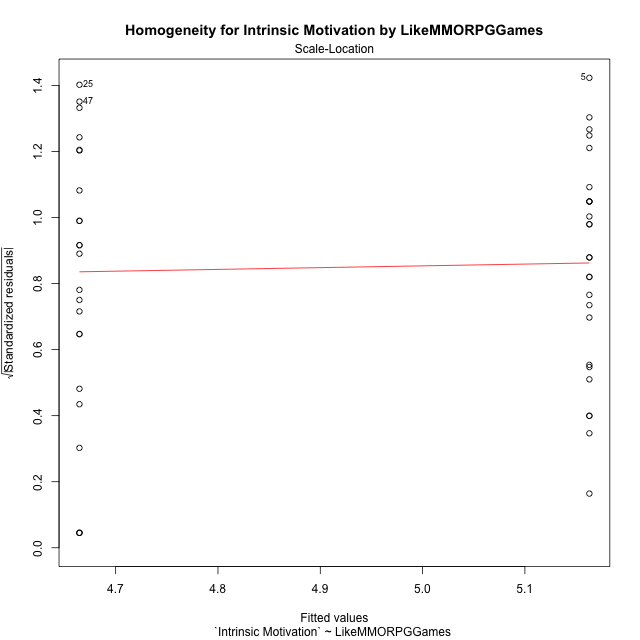 Homogeneity for Intrinsic Motivation by LikeMMORPGGames
Scale-Location
√|Standardized residuals|
1.4
1.2
1.0
0.8
0.6
0.4
0.2
0.0
25
47
5
4.7 4.8 4.9 5.0 5.1
Fitted values
`Intrinsic Motivation` ~ LikeMMORPGGames